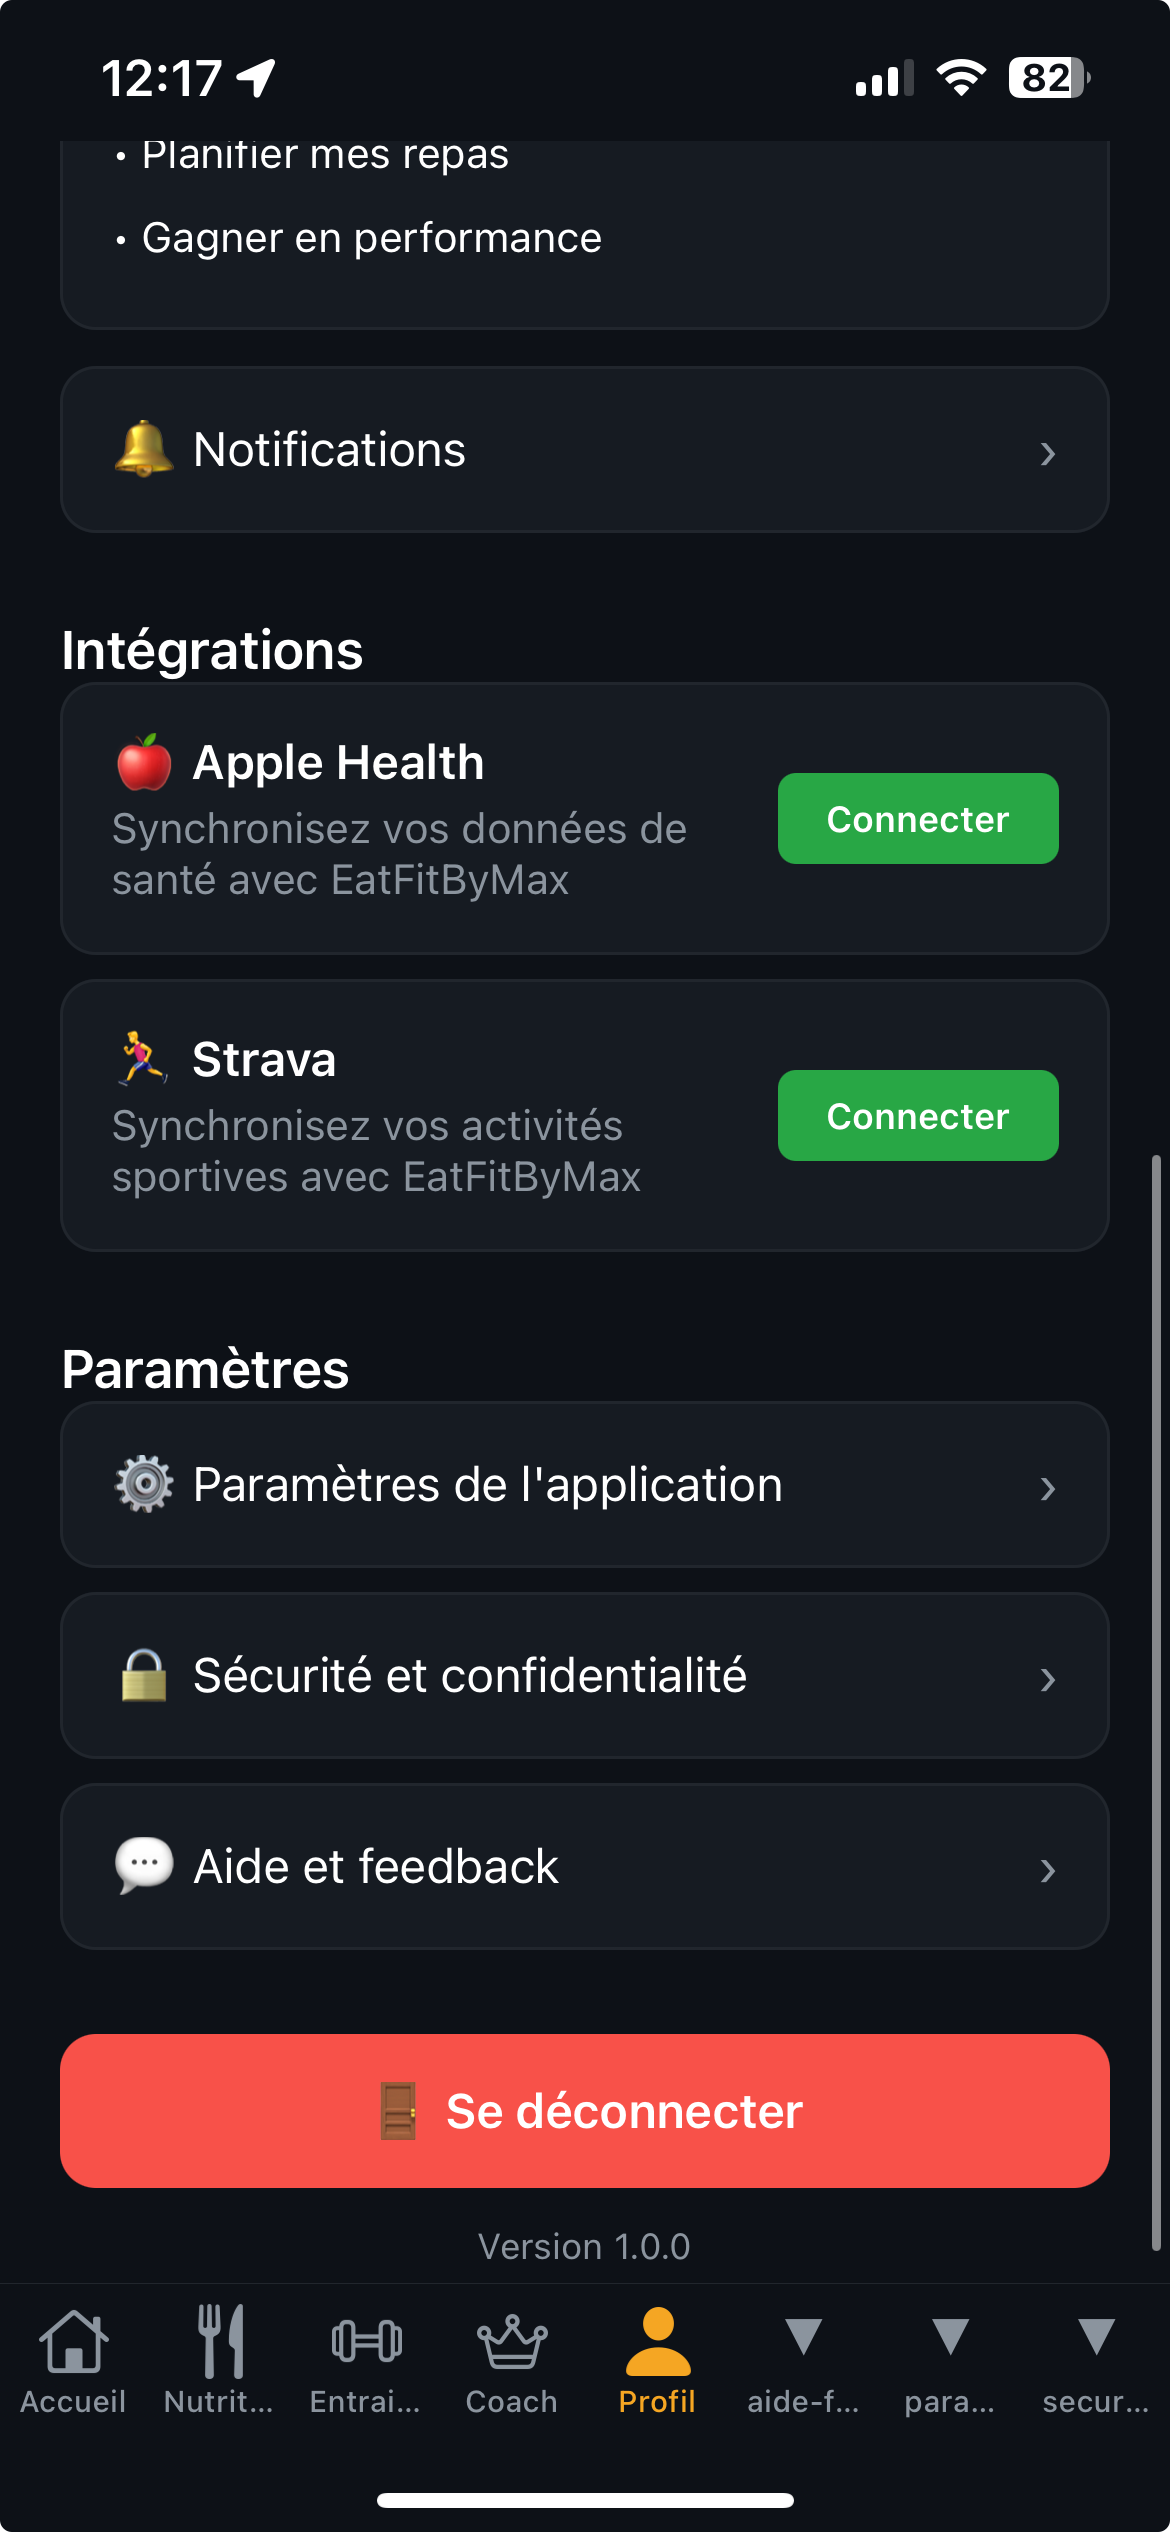 12:17
82
• Planifier mes repas
• Gagner en performance
Notifications
Intégrations
Apple Health
Synchronisez vos données de
santé avec EatFitByMax
Connecter
Strava
Synchronisez vos activités
sportives avec EatFitByMax
Connecter
Paramètres
Paramètres de l'application
Sécurité et confidentialité
Aide et feedback
Se déconnecter
Version 1.0.0
Accueil
Nutrit...
Entrai...
Coach
Profil
aide-f...
para...
secur...